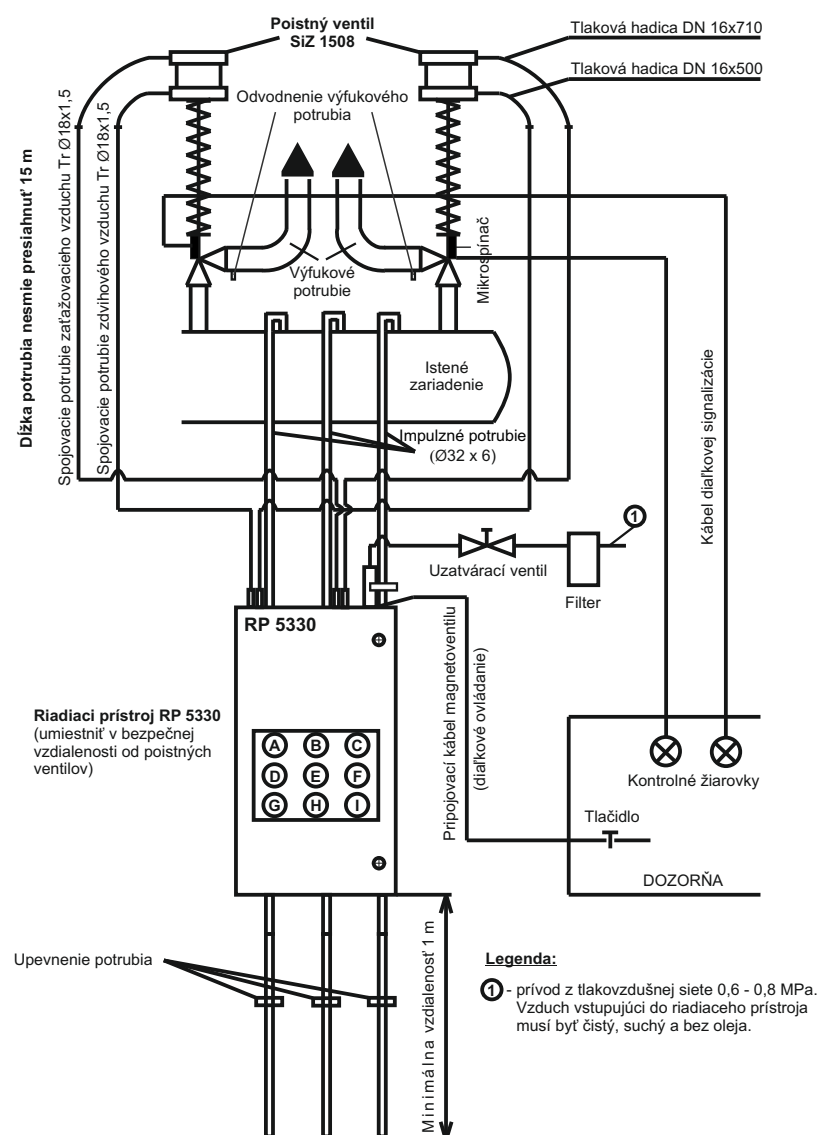 Poistný ventil
SiZ 1508
Tlaková hadica DN 16x710
Tlaková hadica DN 16x500
Odvodnenie výfukového
potrubia
Dĺžka potrubia nesmie presiahnuť 15 m
Spojovacie potrubie zaťažovacieho vzduchu Tr Ø18x1,5
Spojovacie potrubie zdvihového vzduchu Tr Ø18x1,5
Výfukové
potrubie
Mikrospínač
Istené
zariadenie
Impulzné potrubie
(Ø32 x 6)
Kábel diaľkovej signalizácie
1
Uzatvárací ventil
Filter
RP 5330
Riadiaci prístroj RP 5330
(umiestniť v bezpečnej
vzdialenosti od poistných
ventilov)
A B C
D E F
G H I
Pripojovací kábel magnetoventilu
(diaľkové ovládanie)
Kontrolné žiarovky
Tlačidlo
DOZORŇA
Upevnenie potrubia
Minimálna vzdialenosť 1 m
Legenda:
1 - prívod z tlakovzdušnej siete 0,6 - 0,8 MPa.
Vzduch vstupujúci do riadiaceho prístroja
musí byť čistý, suchý a bez oleja.